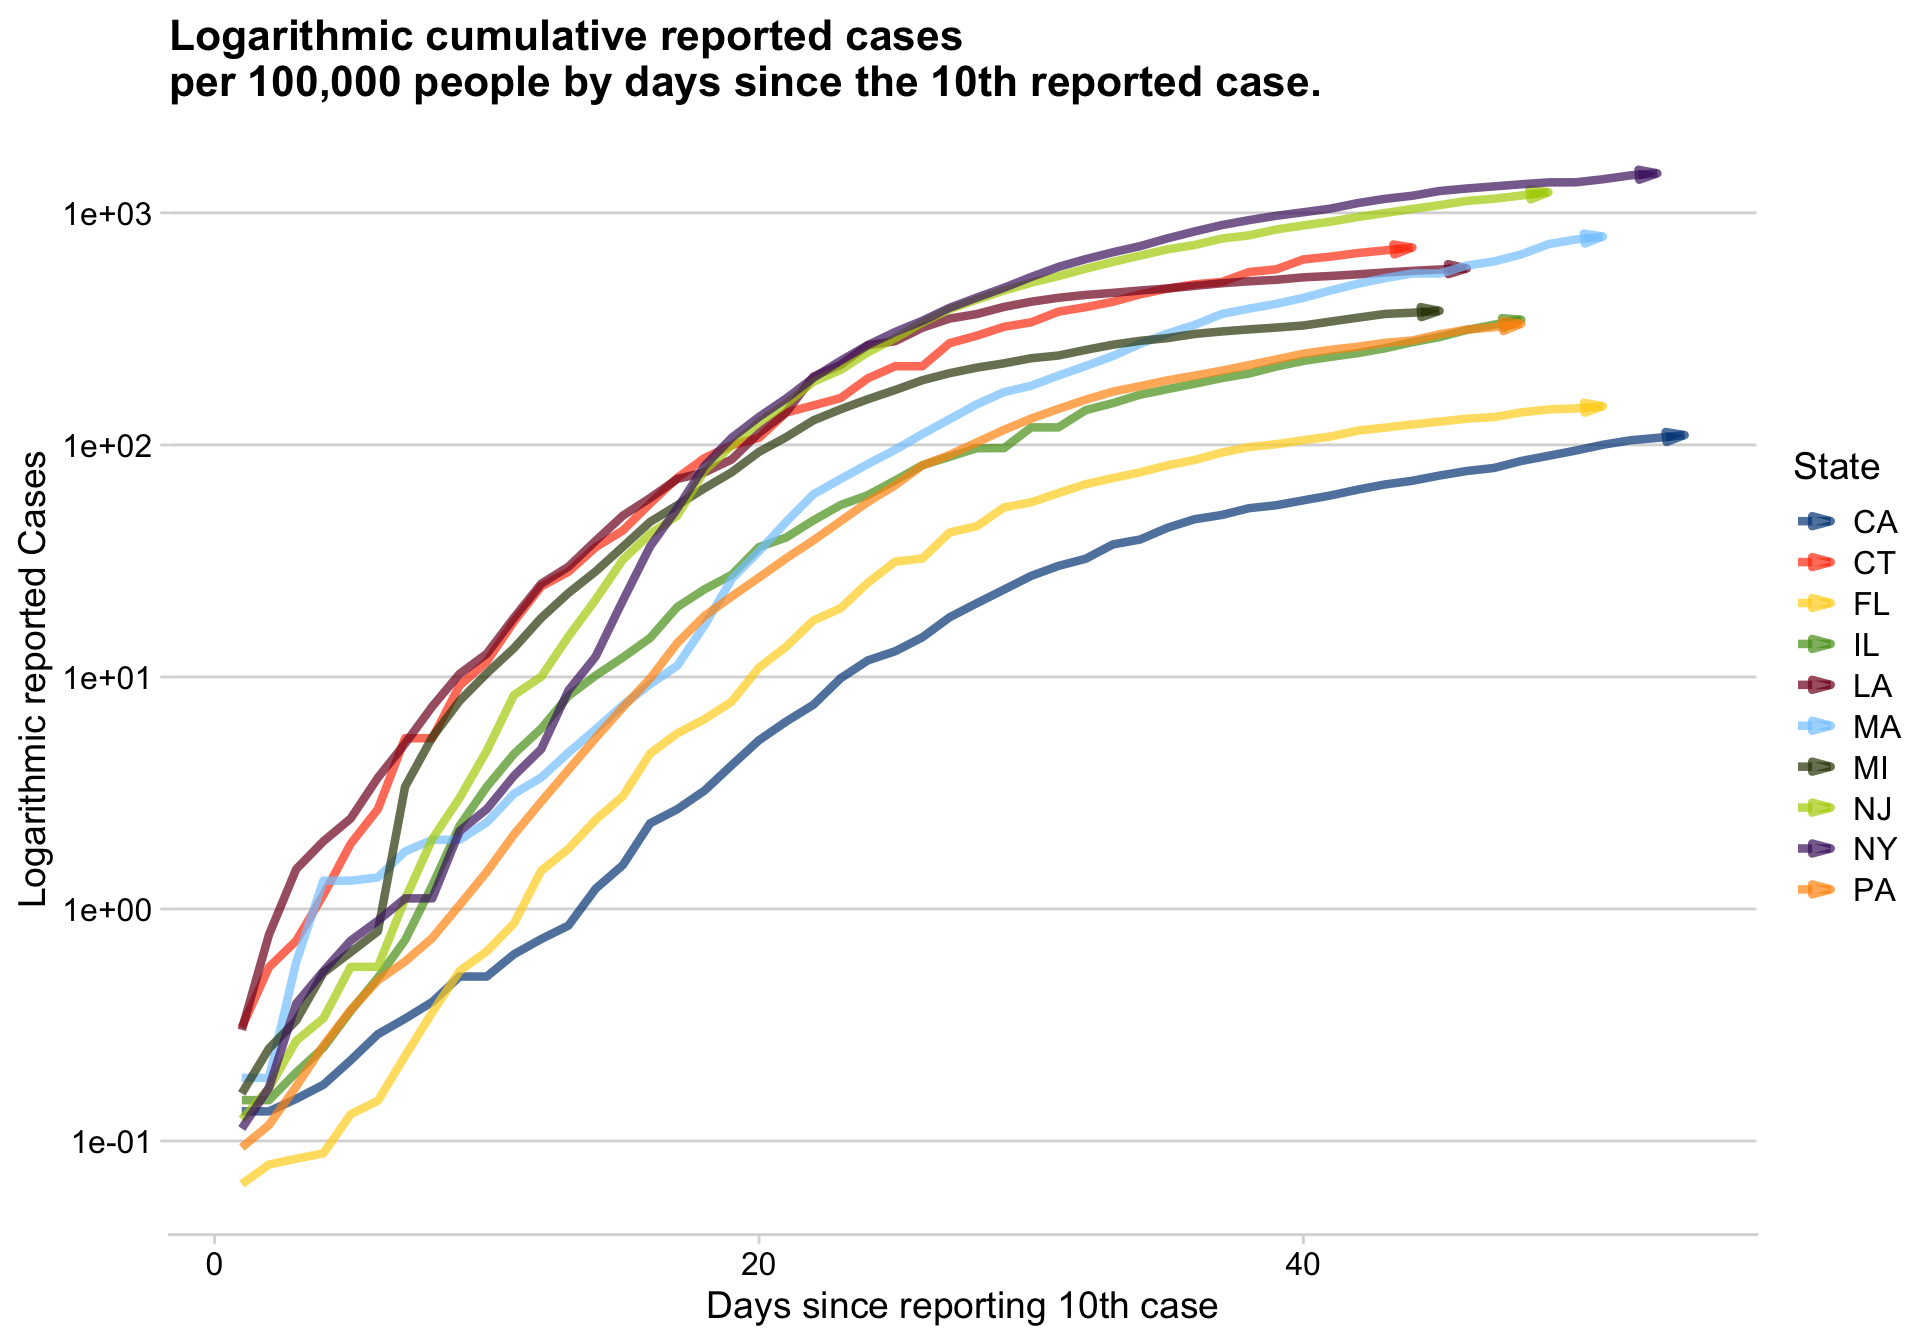 Logarithmic cumulative reported cases
per 100,000 people by days since the 10th reported case.
Logarithmic reported Cases
1e+03
1e+02
1e+01
1e+00
1e-01
0
20
40
Days since reporting 10th case
State
CA
CT
FL
IL
LA
MA
MI
NJ
NY
PA